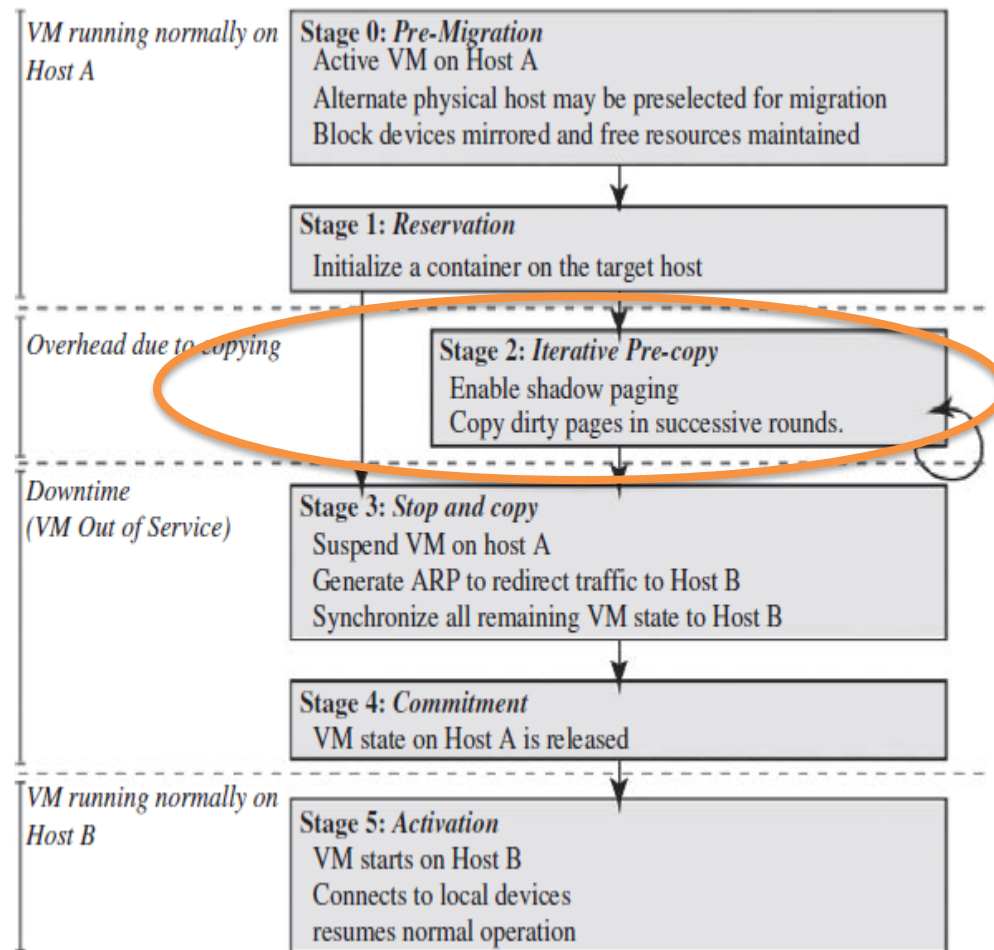 VM running normally on
Host A
Stage 0: Pre-Migration
Active VM on Host A
Alternate physical host may be preselected for migration
Block devices mirrored and free resources maintained
Stage 1: Reservation
Initialize a container on the target host
Overhead due to copying
Stage 2: Iterative Pre-copy
Enable shadow paging
Copy dirty pages in successive rounds.
Downtime
(VM Out of Service)
Stage 3: Stop and copy
Suspend VM on host A
Generate ARP to redirect traffic to Host B
Synchronize all remaining VM state to Host B
Stage 4: Commitment
VM state on Host A is released
VM running normally on
Host B
Stage 5: Activation
VM starts on Host B
Connects to local devices
resumes normal operation